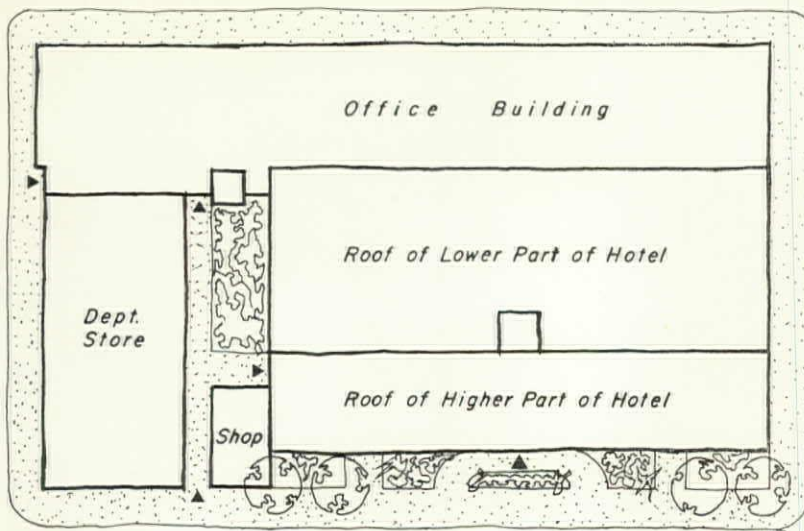 Office Building
Roof of Lower Part of Hotel
Dept.
Store
Roof of Higher Part of Hotel
Shop